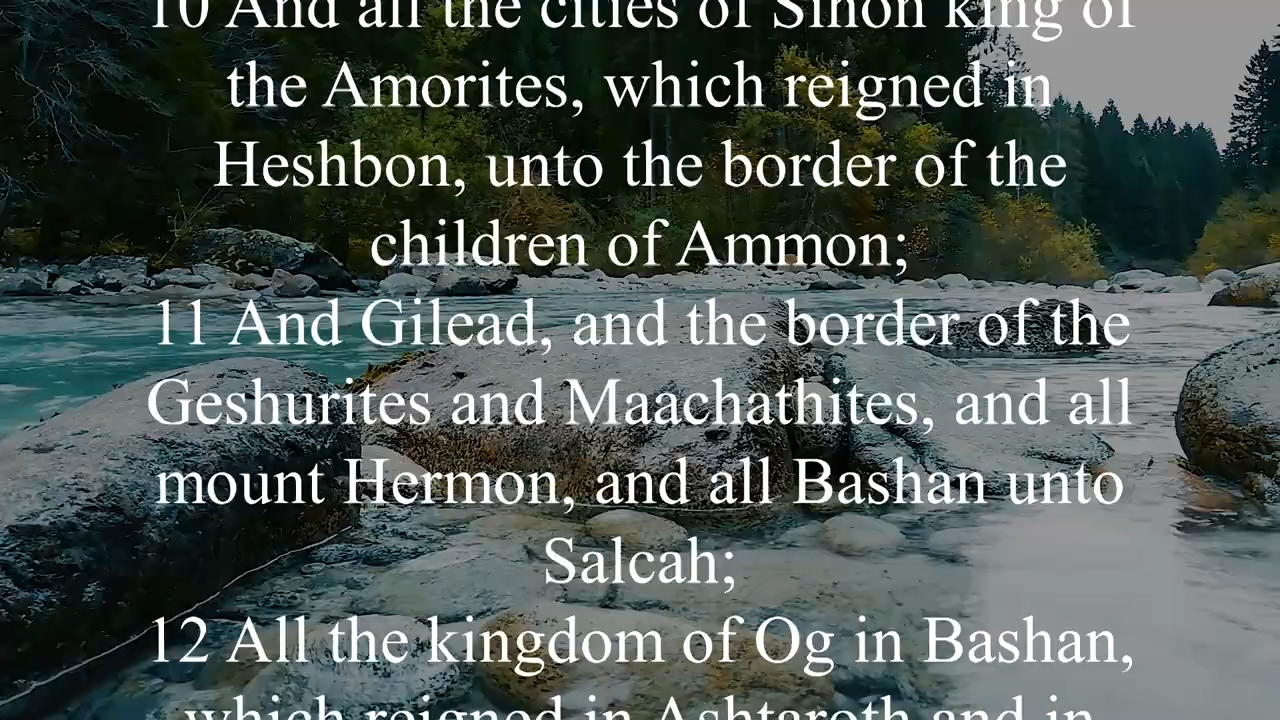 10 And all the cities of Sihon king of
the Amorites, which reigned in
Heshbon, unto the border of the
children of Ammon;
11 And Gilead, and the border of the
Geshurites and Maachathites, and all
mount Hermon, and all Bashan unto
Salcah;
12 All the kingdom of Og in Bashan,
which reigned in Ashtaroth and in